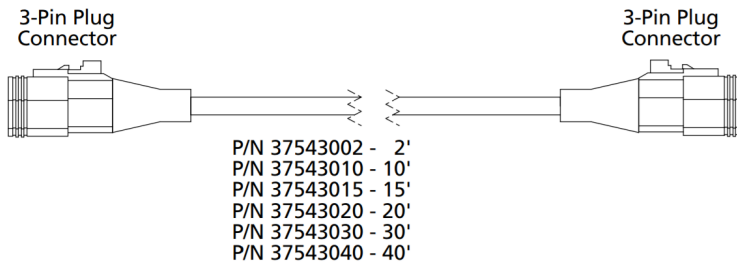 3-Pin Plug
Connector
3-Pin Plug
Connector
P/N 37543002 - 2'
P/N 37543010 - 10'
P/N 37543015 - 15'
P/N 37543020 - 20'
P/N 37543030 - 30'
P/N 37543040 - 40'